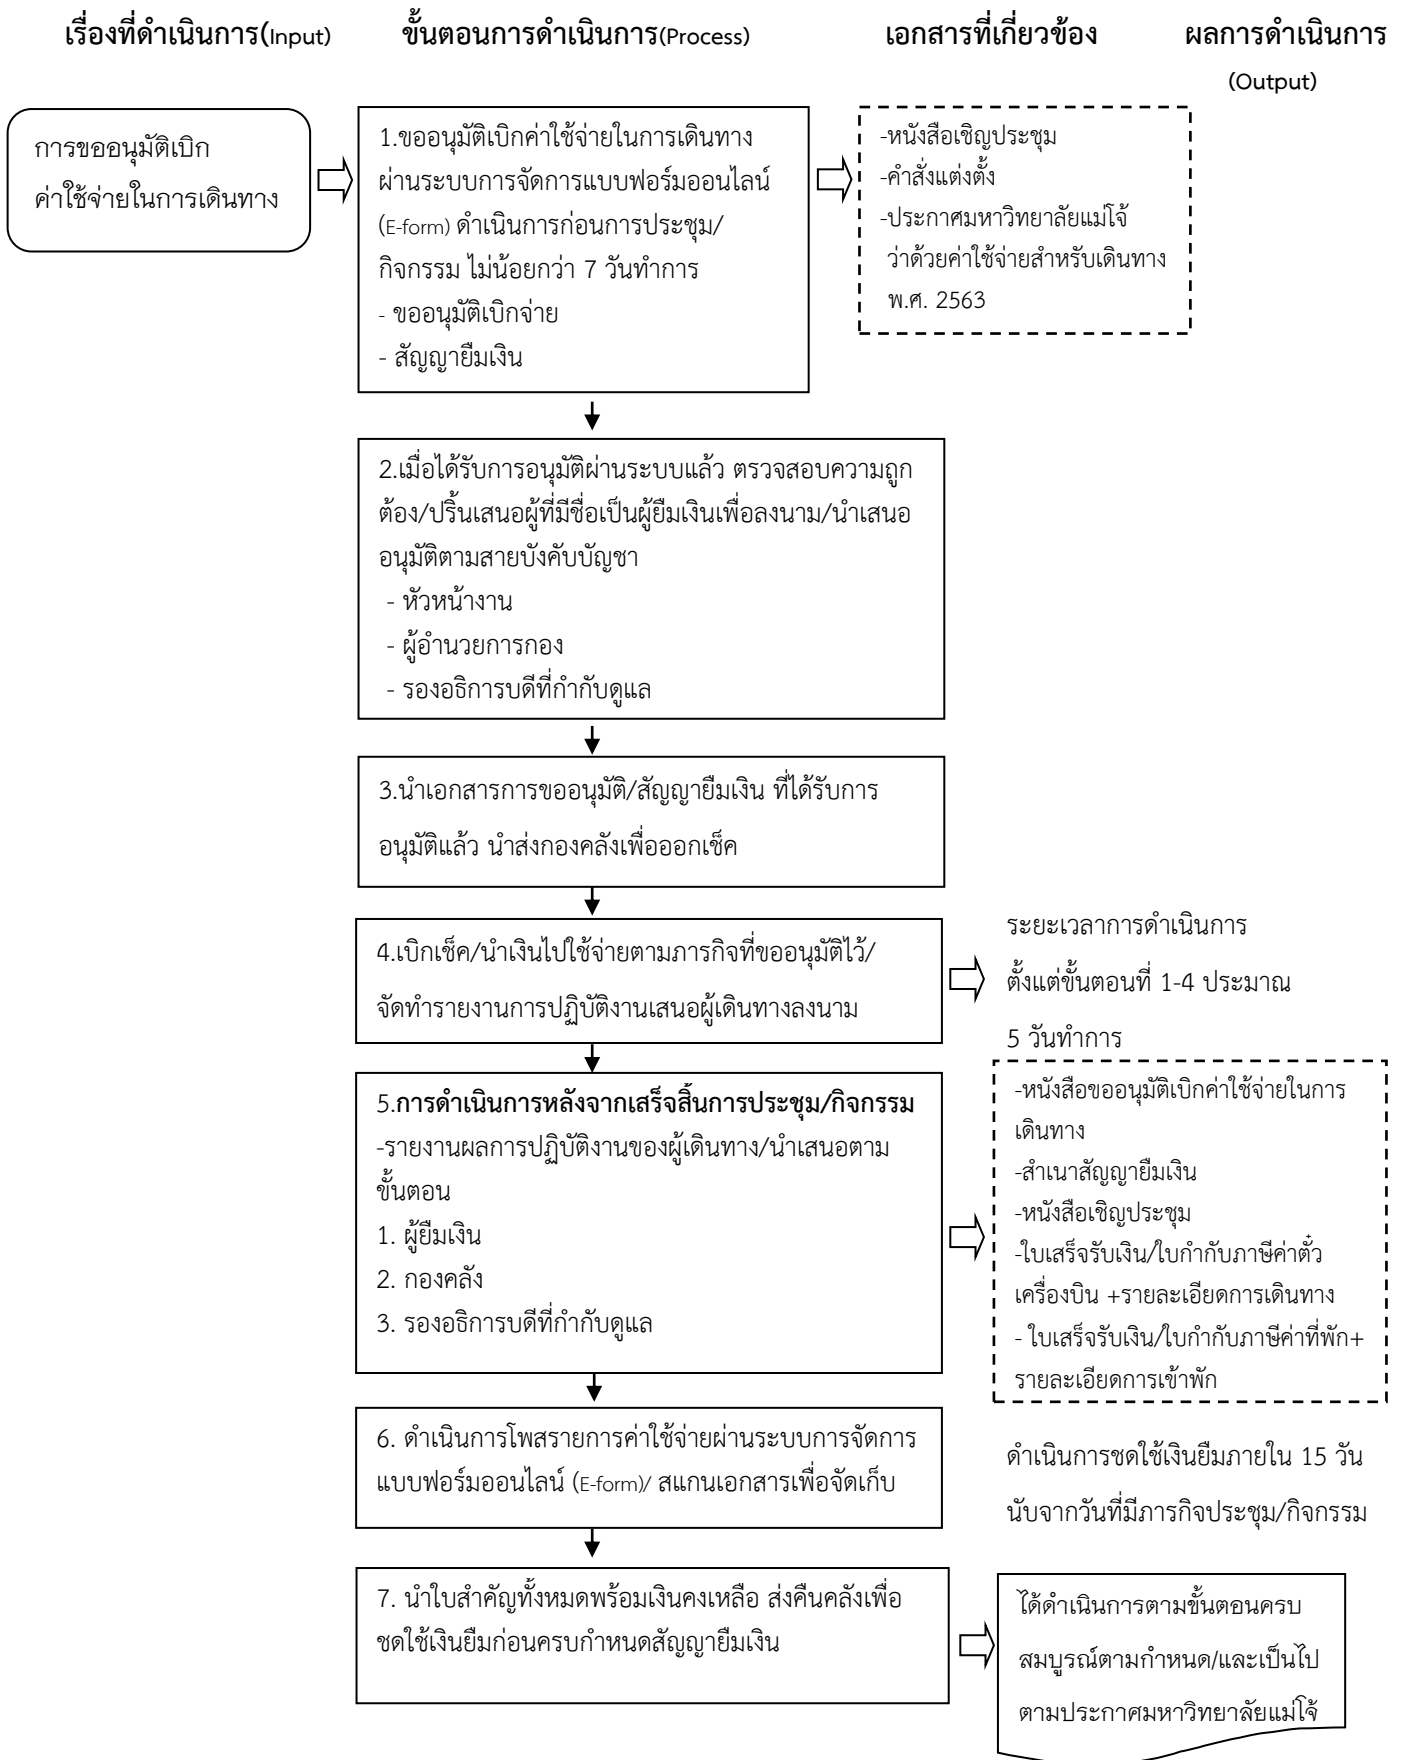 เรื่องที่ดำเนินการ(Input) ขั้นตอนการดำเนินการ(Process) เอกสารที่เกี่ยวข้อง ผลการดำเนินการ
(Output)
การขออนุมัติเบิก
ค่าใช้จ่ายในการเดินทาง
1.ขออนุมัติเบิกค่าใช้จ่ายในการเดินทาง
ผ่านระบบการจัดการแบบฟอร์มออนไลน์
(E-form) ดำเนินการก่อนการประชุม/
กิจกรรม ไม่น้อยกว่า 7 วันทำการ
- ขออนุมัติเบิกจ่าย
- สัญญายืมเงิน
-หนังสือเชิญประชุม
-คำสั่งแต่งตั้ง
-ประกาศมหาวิทยาลัยแม่โจ้
ว่าด้วยค่าใช้จ่ายสำหรับเดินทาง
พ.ศ. 2563
2.เมื่อได้รับการอนุมัติผ่านระบบแล้ว ตรวจสอบความถูก
ต้อง/ปริ้นเสนอผู้ที่มีชื่อเป็นผู้ยืมเงินเพื่อลงนาม/นำเสนอ
อนุมัติตามสายบังคับบัญชา
- หัวหน้างาน
- ผู้อำนวยการกอง
- รองอธิการบดีที่กำกับดูแล
3.นำเอกสารการขออนุมัติ/สัญญายืมเงิน ที่ได้รับการ
อนุมัติแล้ว นำส่งกองคลังเพื่อออกเช็ค
4.เบิกเช็ค/นำเงินไปใช้จ่ายตามภารกิจที่ขออนุมัติไว้/
จัดทำรายงานการปฏิบัติงานเสนอผู้เดินทางลงนาม
ระยะเวลาการดำเนินการ
ตั้งแต่ขั้นตอนที่ 1-4 ประมาณ
5 วันทำการ
5.การดำเนินการหลังจากเสร็จสิ้นการประชุม/กิจกรรม
-รายงานผลการปฏิบัติงานของผู้เดินทาง/นำเสนอตาม
ขั้นตอน
1. ผู้ยืมเงิน
2. กองคลัง
3. รองอธิการบดีที่กำกับดูแล
-หนังสือขออนุมัติเบิกค่าใช้จ่ายในการ
เดินทาง
-สำเนาสัญญายืมเงิน
-หนังสือเชิญประชุม
-ใบเสร็จรับเงิน/ใบกำกับภาษีค่าตั๋ว
เครื่องบิน +รายละเอียดการเดินทาง
- ใบเสร็จรับเงิน/ใบกำกับภาษีค่าที่พัก+
รายละเอียดการเข้าพัก
6. ดำเนินการโพสรายการค่าใช้จ่ายผ่านระบบการจัดการ
แบบฟอร์มออนไลน์ (E-form)/ สแกนเอกสารเพื่อจัดเก็บ
ดำเนินการชดใช้เงินยืมภายใน 15 วัน
นับจากวันที่มีภารกิจประชุม/กิจกรรม
7. นำใบสำคัญทั้งหมดพร้อมเงินคงเหลือ ส่งคืนคลังเพื่อ
ชดใช้เงินยืมก่อนครบกำหนดสัญญายืมเงิน
ได้ดำเนินการตามขั้นตอนครบ
สมบูรณ์ตามกำหนด/และเป็นไป
ตามประกาศมหาวิทยาลัยแม่โจ้